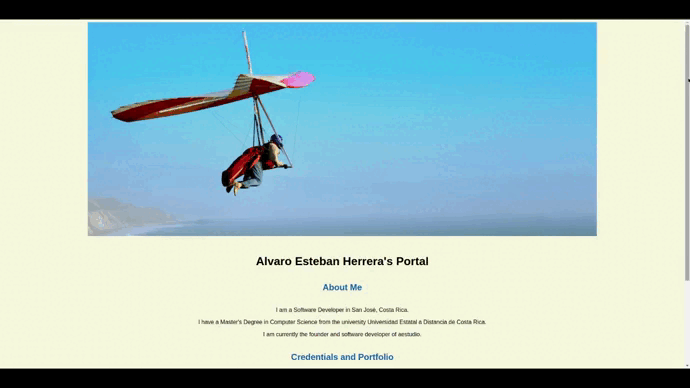 Alvaro Esteban Herrera's Portal
About Me
I am a Software Developer in San José, Costa Rica.
I have a Master's Degree in Computer Science from the university Universidad Estatal a Distancia de Costa Rica.
I am currently the founder and software developer of aestudio.
Credentials and Portfolio